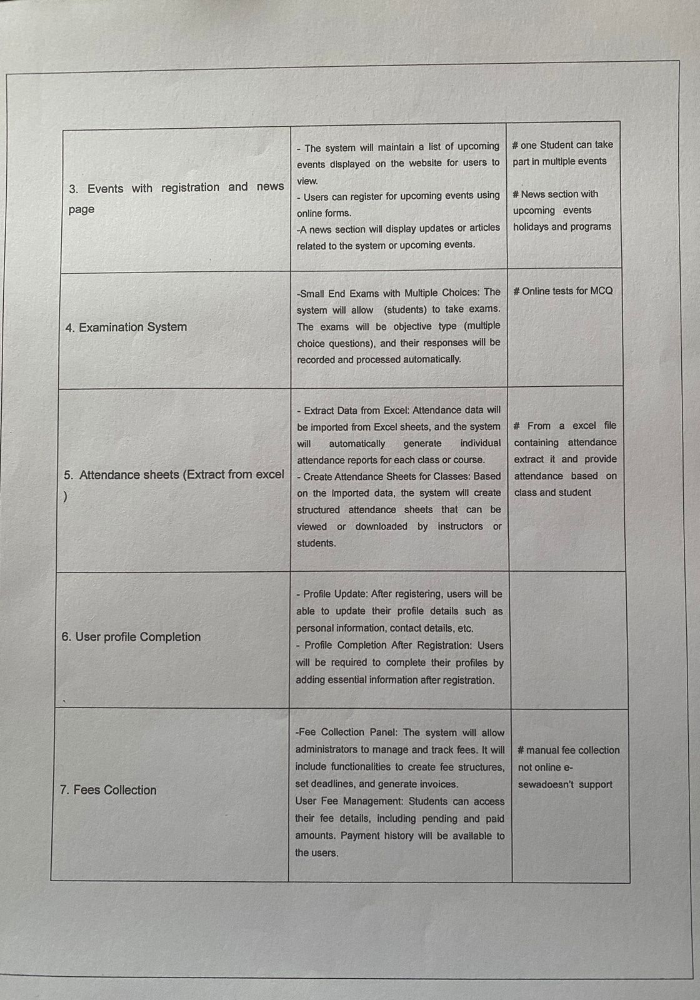 3. Events with registration and news
page
- The system will maintain a list of upcoming
events displayed on the website for users to
view.
- Users can register for upcoming events using
online forms.
-A news section will display updates or articles
related to the system or upcoming events.
# one Student can take
part in multiple events
# News section with
upcoming events
holidays and programs
4. Examination System
-Small End Exams with Multiple Choices: The
system will allow (students) to take exams.
The exams will be objective type (multiple
choice questions), and their responses will be
recorded and processed automatically.
# Online tests for MCQ
5. Attendance sheets (Extract from excel
)
- Extract Data from Excel: Attendance data will
be imported from Excel sheets, and the system
will automatically generate individual
attendance reports for each class or course.
- Create Attendance Sheets for Classes: Based
on the imported data, the system will create
structured attendance sheets that can be
viewed or downloaded by instructors or
students.
# From a excel file
containing attendance
extract it and provide
attendance based on
class and student
6. User profile Completion
.
- Profile Update: After registering, users will be
able to update their profile details such as
personal information, contact details, etc.
- Profile Completion After Registration: Users
will be required to complete their profiles by
adding essential information after registration.
7. Fees Collection
-Fee Collection Panel: The system will allow
administrators to manage and track fees. It will
include functionalities to create fee structures,
set deadlines, and generate invoices.
User Fee Management: Students can access
their fee details, including pending and paid
amounts. Payment history will be available to
the users.
# manual fee collection
not online e-
sewadoesn't support